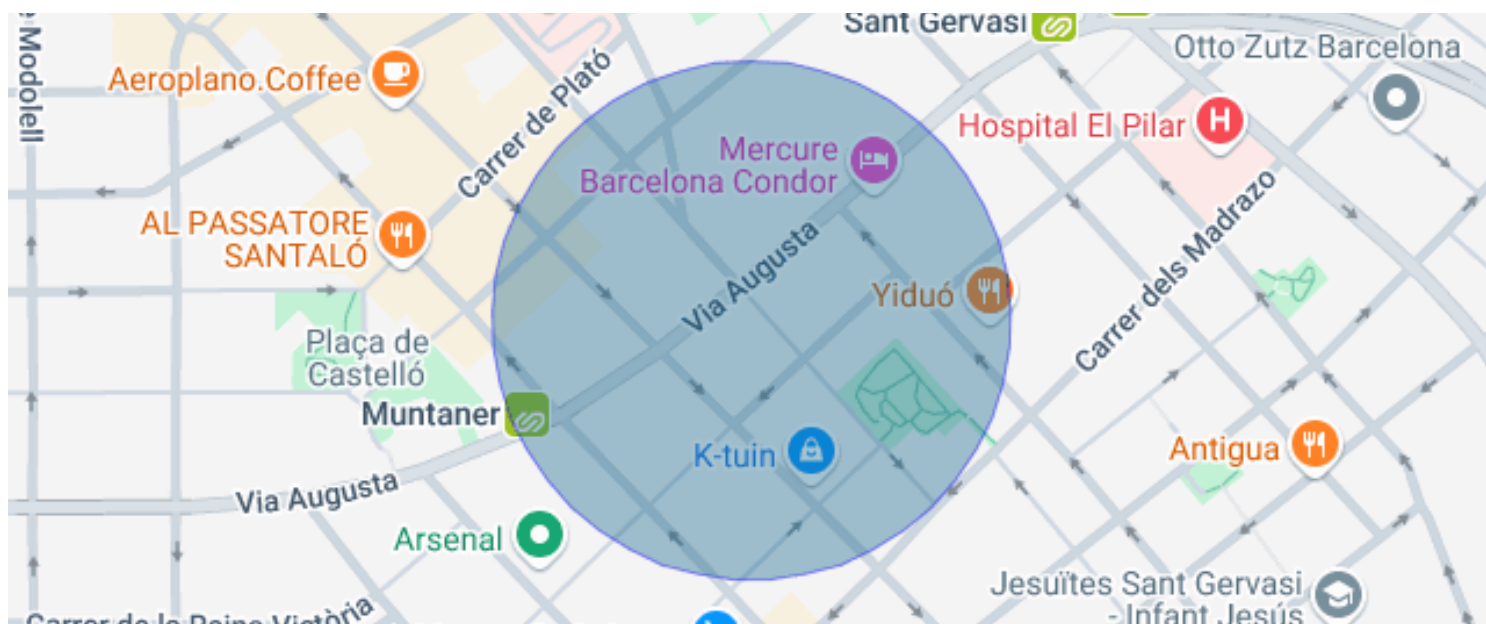 e Modolell
Aeroplano.Coffee
Carrer de Plató
Sant Gervasi
Otto Zutz Barcelona
Hospital El Pilar
Mercure
Barcelona Condor
AL PASSATORE
SANTALÓ
Via Augusta
Yiduó
Carrer dels Madrazo
Plaça de
Castelló
Muntaner
K-tuin
Antigua
Via Augusta
Arsenal
Jesuïtes Sant Gervasi
- Infant Jesús
Carrer de la Reina Victòria